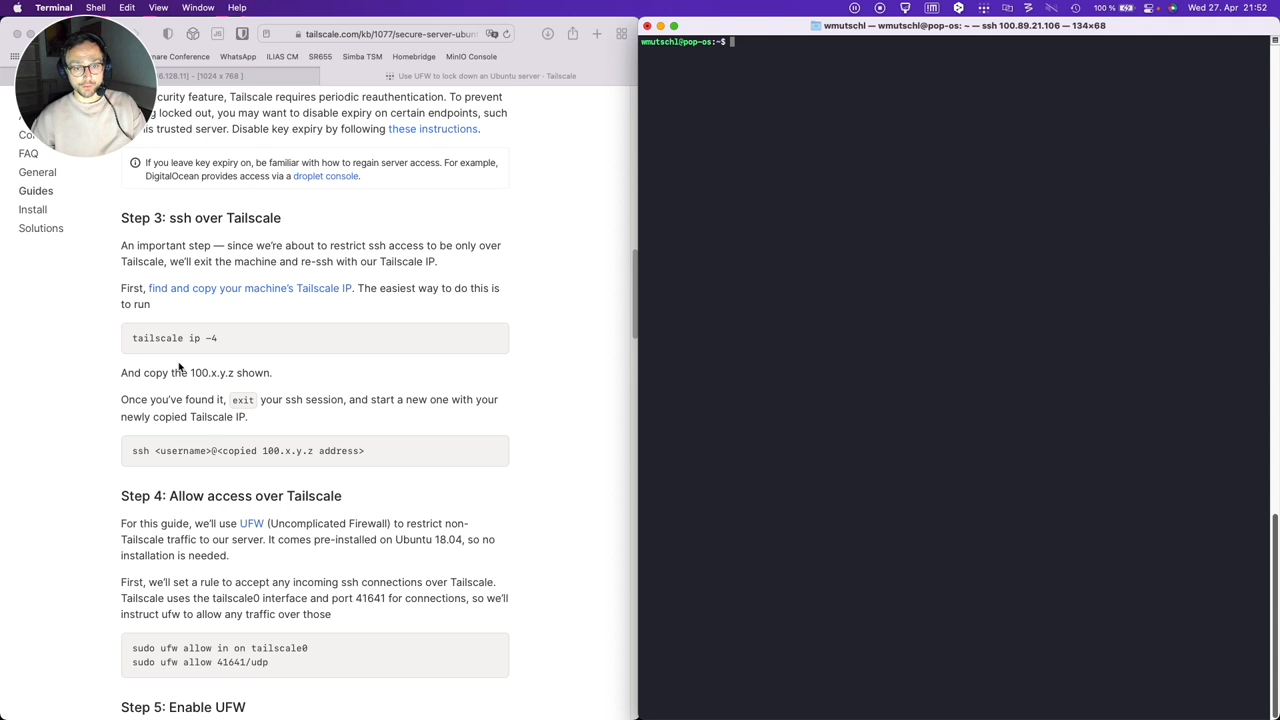 100 % Wed 27. Apr 21:52
tailscale.com/kb/1077/secure-server-ubun
wmutschl — wmutschl@pop-os: ~ — ssh 100.89.21.106 — 134×68
nare Conference WhatsApp ILIAS CM SR655 Simba TSM Homebridge MinIO Console
6.128.11] - [1024 x 768 ] Use UFW to lock down an Ubuntu server · Tailscale
wmutschl@pop-os:~$
curity feature, Tailscale requires periodic reauthentication. To prevent
g locked out, you may want to disable expiry on certain endpoints, such
is trusted server. Disable key expiry by following these instructions.
If you leave key expiry on, be familiar with how to regain server access. For example,
DigitalOcean provides access via a droplet console.
Co
FAQ
General
Guides
Install
Solutions
Step 3: ssh over Tailscale
An important step — since we're about to restrict ssh access to be only over
Tailscale, we'll exit the machine and re-ssh with our Tailscale IP.
First, find and copy your machine's Tailscale IP. The easiest way to do this is
to run
tailscale ip -4
And copy the 100.x.y.z shown.
Once you've found it, exit your ssh session, and start a new one with your
newly copied Tailscale IP.
ssh <username>@<copied 100.x.y.z address>
Step 4: Allow access over Tailscale
For this guide, we'll use UFW (Uncomplicated Firewall) to restrict non-
Tailscale traffic to our server. It comes pre-installed on Ubuntu 18.04, so no
installation is needed.
First, we'll set a rule to accept any incoming ssh connections over Tailscale.
Tailscale uses the tailscale0 interface and port 41641 for connections, so we'll
instruct ufw to allow any traffic over those
sudo ufw allow in on tailscale0
sudo ufw allow 41641/udp
Step 5: Enable UFW